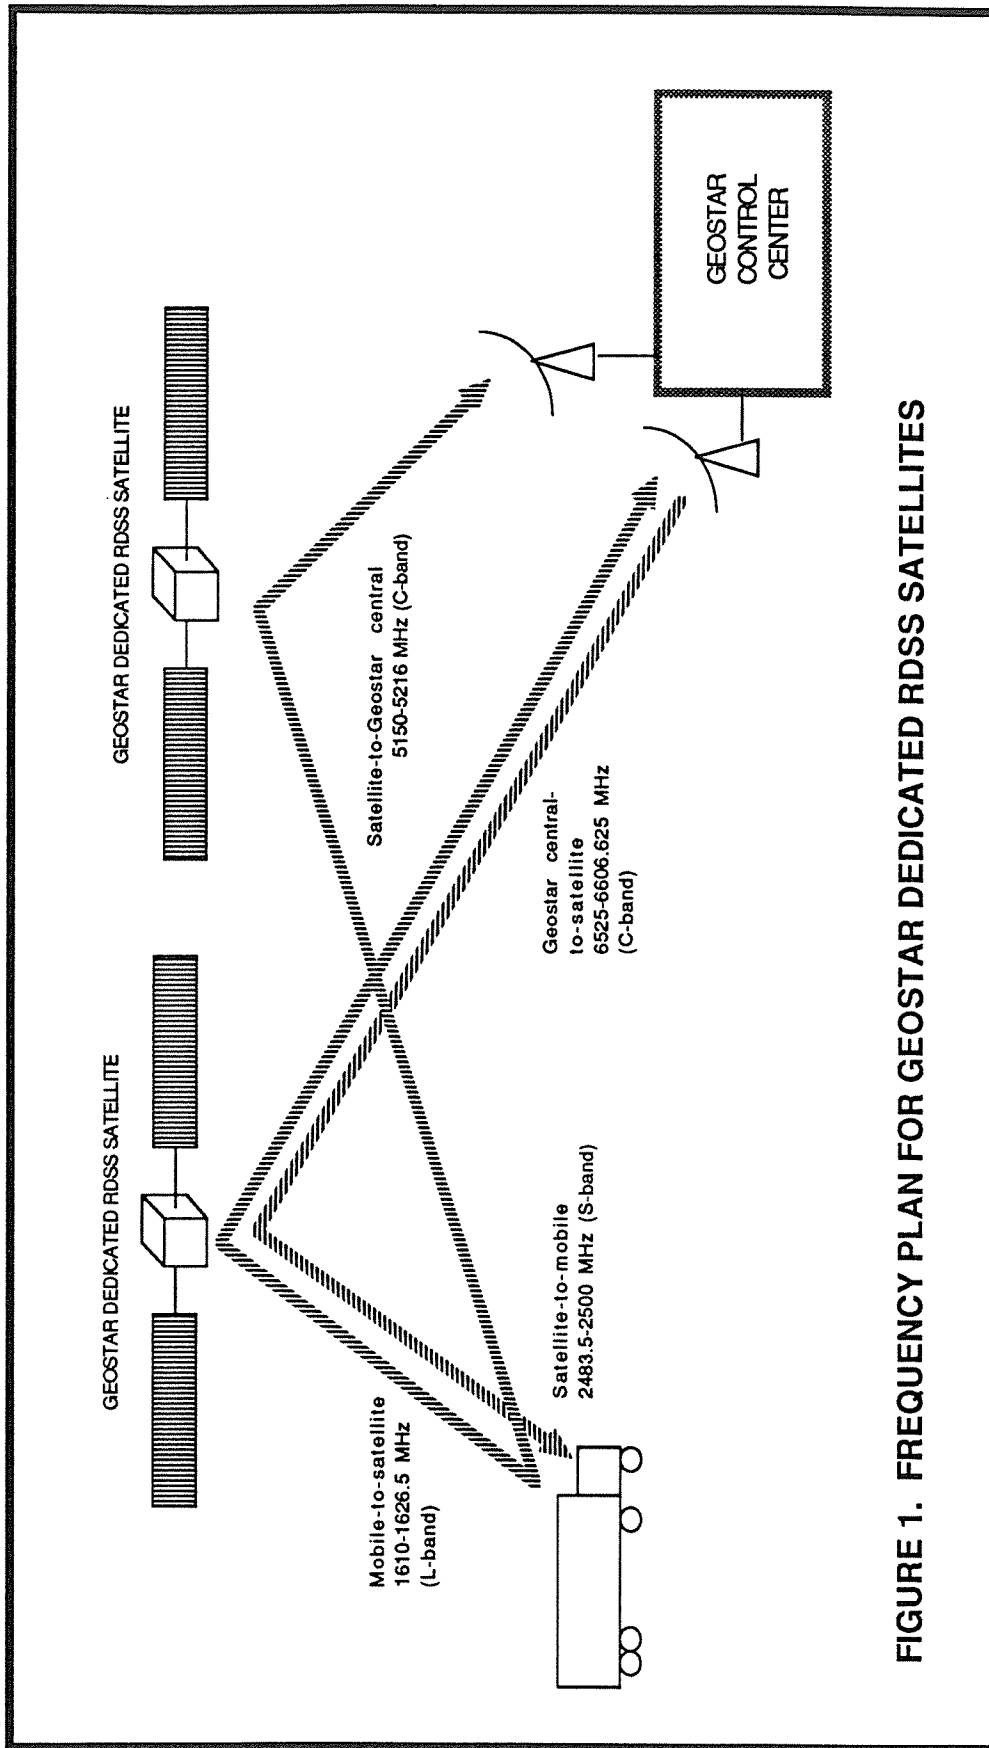 GEOSTAR DEDICATED RDSS SATELLITE
GEOSTAR DEDICATED RDSS SATELLITE
Mobile-to-satellite
1610-1626.5 MHz
(L-band)
Satellite-to-Geostar central
5150-5216 MHz (C-band)
Satellite-to-mobile
2483.5-2500 MHz (S-band)
Geostar central-
to-satellite
6525-6606.625 MHz
(C-band)
GEOSTAR
CONTROL
CENTER
FIGURE 1. FREQUENCY PLAN FOR GEOSTAR DEDICATED RDSS SATELLITES